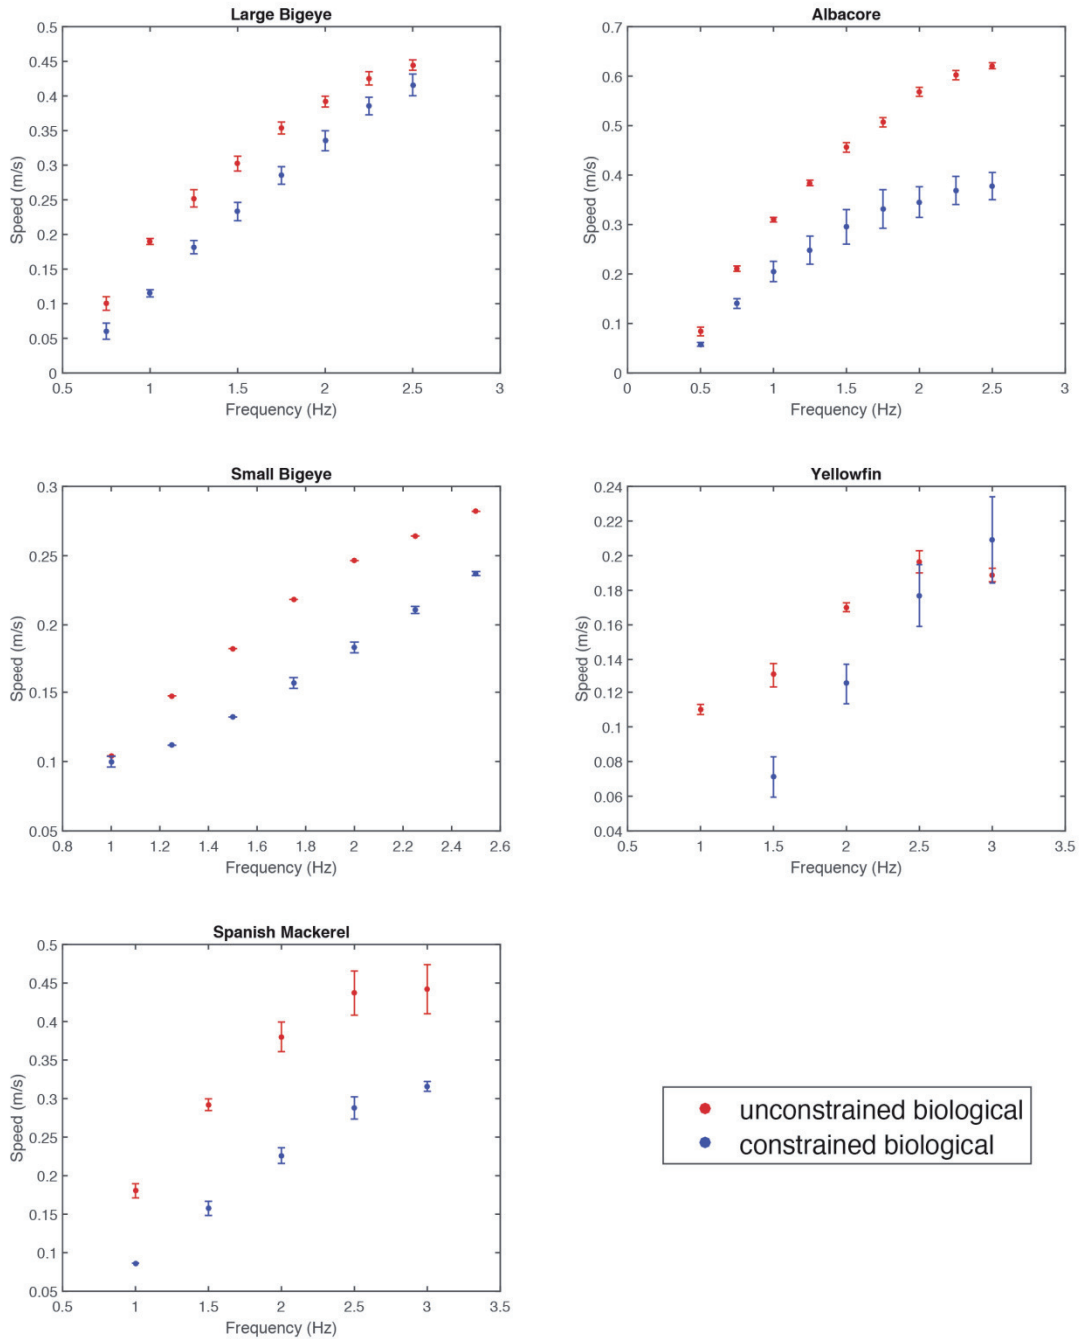 Large Bigeye
0.5
0.45
0.4
0.35
0.3
0.25
0.2
0.15
0.1
0.05
0
Speed (m/s)
0.5 1 1.5 2 2.5 3
Frequency (Hz)
Albacore
0.7
0.6
0.5
0.4
0.3
0.2
0.1
0
Speed (m/s)
0 0.5 1 1.5 2 2.5 3
Frequency (Hz)
Small Bigeye
0.3
0.25
0.2
0.15
0.1
0.05
Speed (m/s)
0.8 1 1.2 1.4 1.6 1.8 2 2.2 2.4 2.6
Frequency (Hz)
Yellowfin
0.24
0.22
0.2
0.18
0.16
0.14
0.12
0.1
0.08
0.06
0.04
Speed (m/s)
0.5 1 1.5 2 2.5 3 3.5
Frequency (Hz)
Spanish Mackerel
0.5
0.45
0.4
0.35
0.3
0.25
0.2
0.15
0.1
0.05
Speed (m/s)
0.5 1 1.5 2 2.5 3 3.5
Frequency (Hz)
unconstrained biological
constrained biological